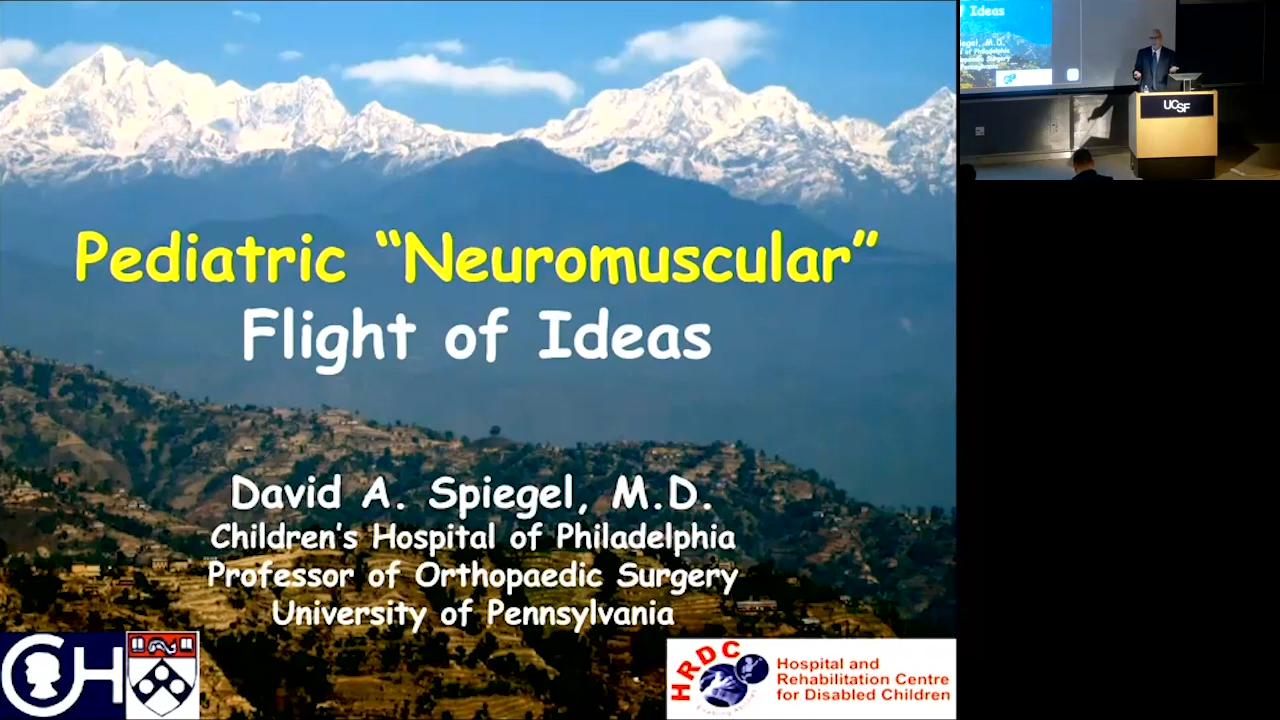 Pediatric “Neuromuscular”
Flight of Ideas
David A. Spiegel, M.D.
Children’s Hospital of Philadelphia
Professor of Orthopaedic Surgery
University of Pennsylvania
CH
HRDC
Hospital and
Rehabilitation Centre
for Disabled Children
Ideas
M.D.
UCSF